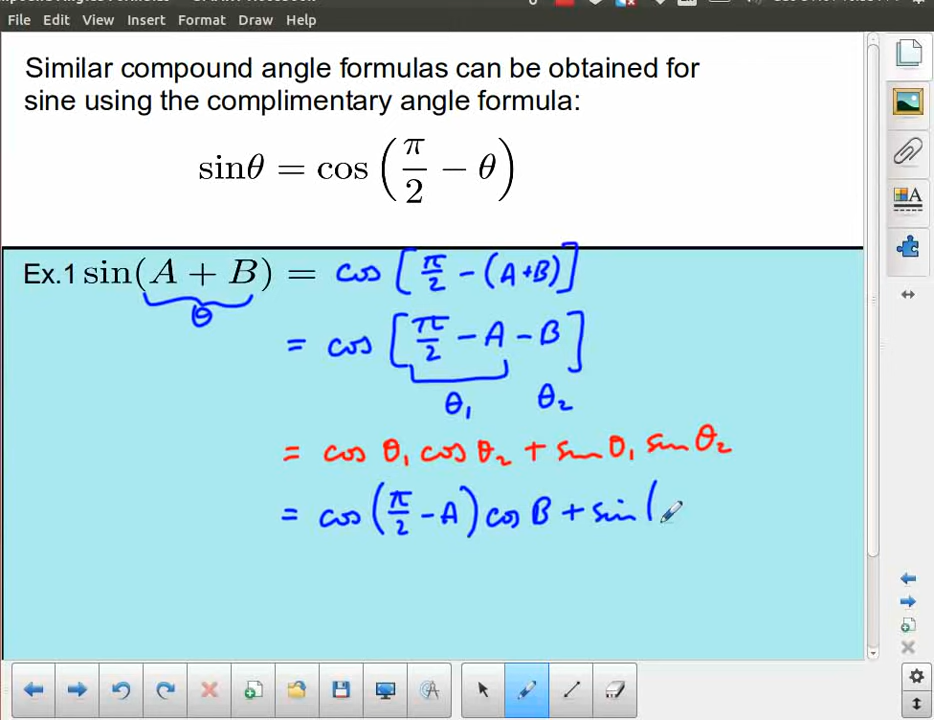 File Edit View Insert Format Draw Help
Similar compound angle formulas can be obtained for
sine using the complimentary angle formula:
sinθ = cos(π/2 − θ)
Ex.1 sin(A + B) = cos[π/2 − (A+B)]
θ
= cos[π/2 − A − B]
θ₁ θ₂
= cos θ₁ cos θ₂ + sin θ₁ sin θ₂
= cos(π/2 − A) cos B + sin(